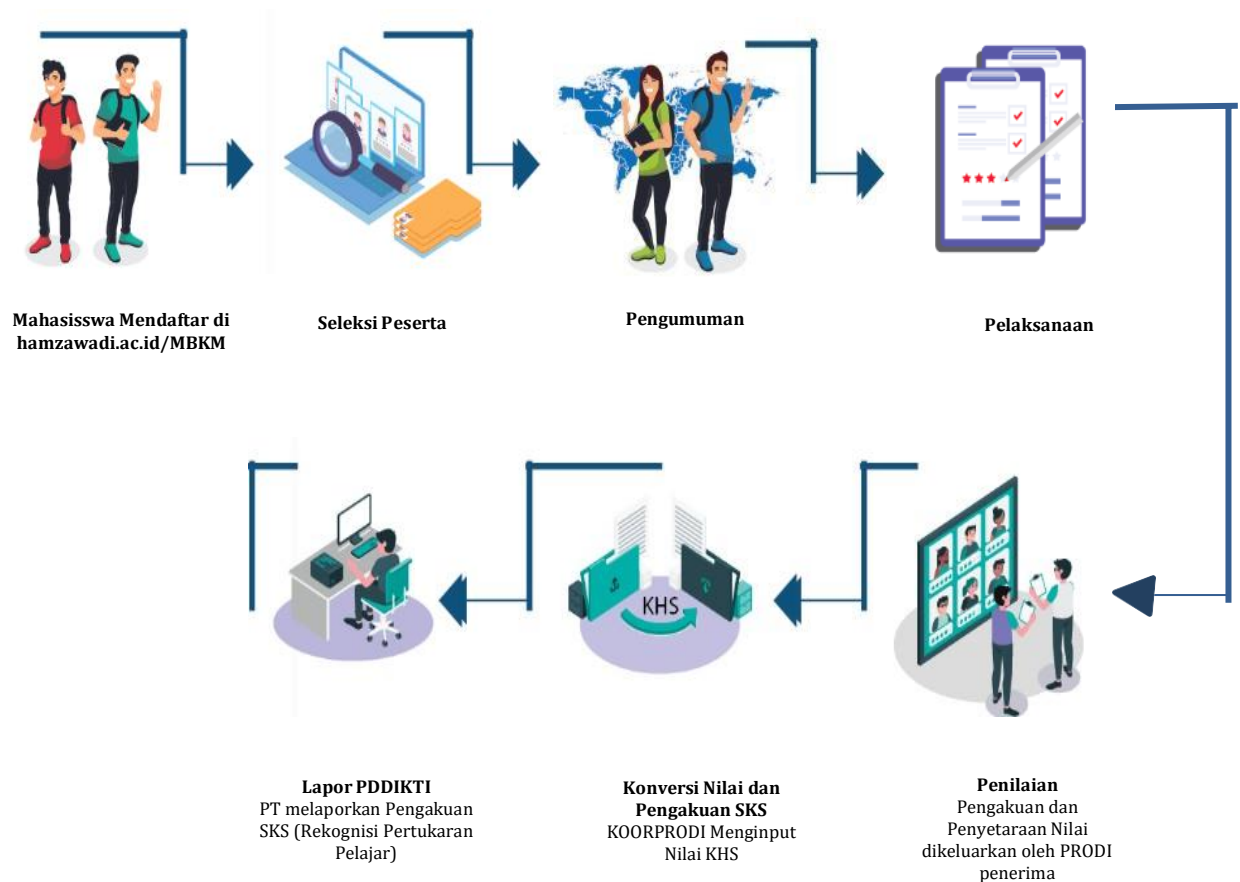 Mahasisswa Mendaftar di
hamzawadi.ac.id/MBKM
Seleksi Peserta
Pengumuman
Pelaksanaan
KHS
Lapor PDDIKTI
PT melaporkan Pengakuan
SKS (Rekognisi Pertukaran
Pelajar)
Konversi Nilai dan
Pengakuan SKS
KOORPRODI Menginput
Nilai KHS
Penilaian
Pengakuan dan
Penyetaraan Nilai
dikeluarkan oleh PRODI
penerima